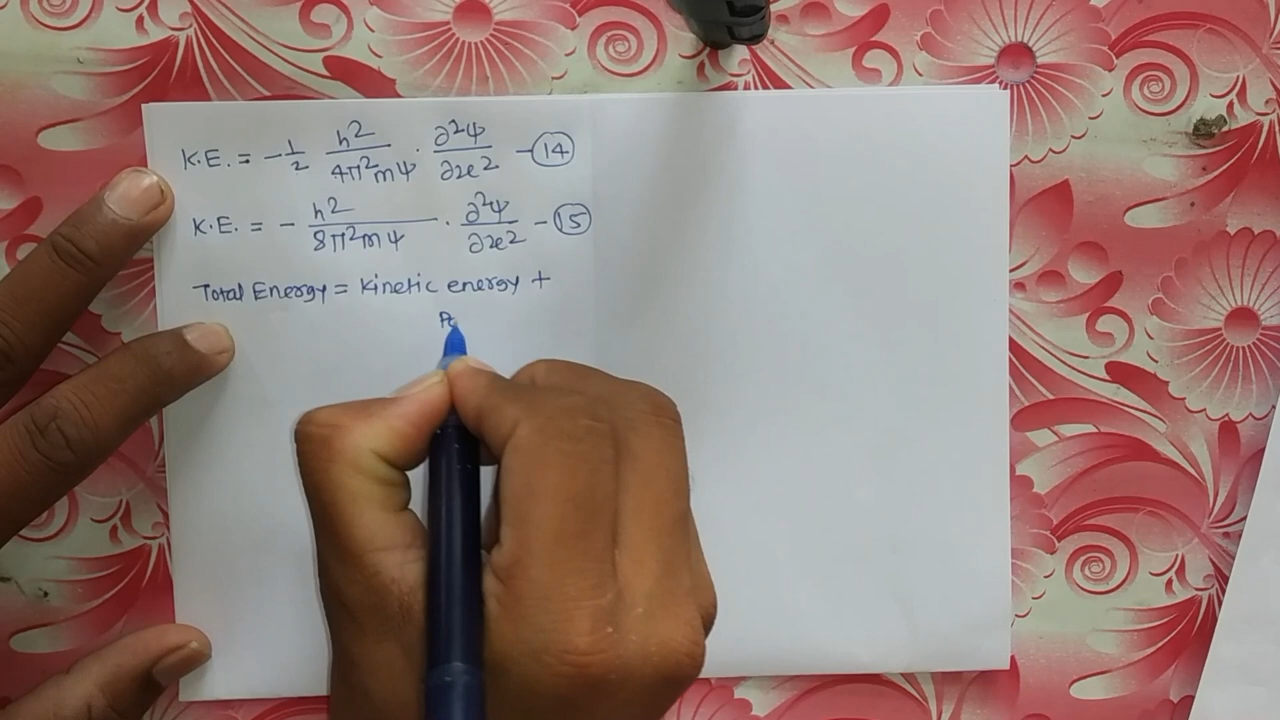 K.E. = -1/2 h²/4π²mψ · ∂²ψ/∂x² - 14
K.E. = - h²/8π²mψ · ∂²ψ/∂x² - 15
Total Energy = Kinetic energy +